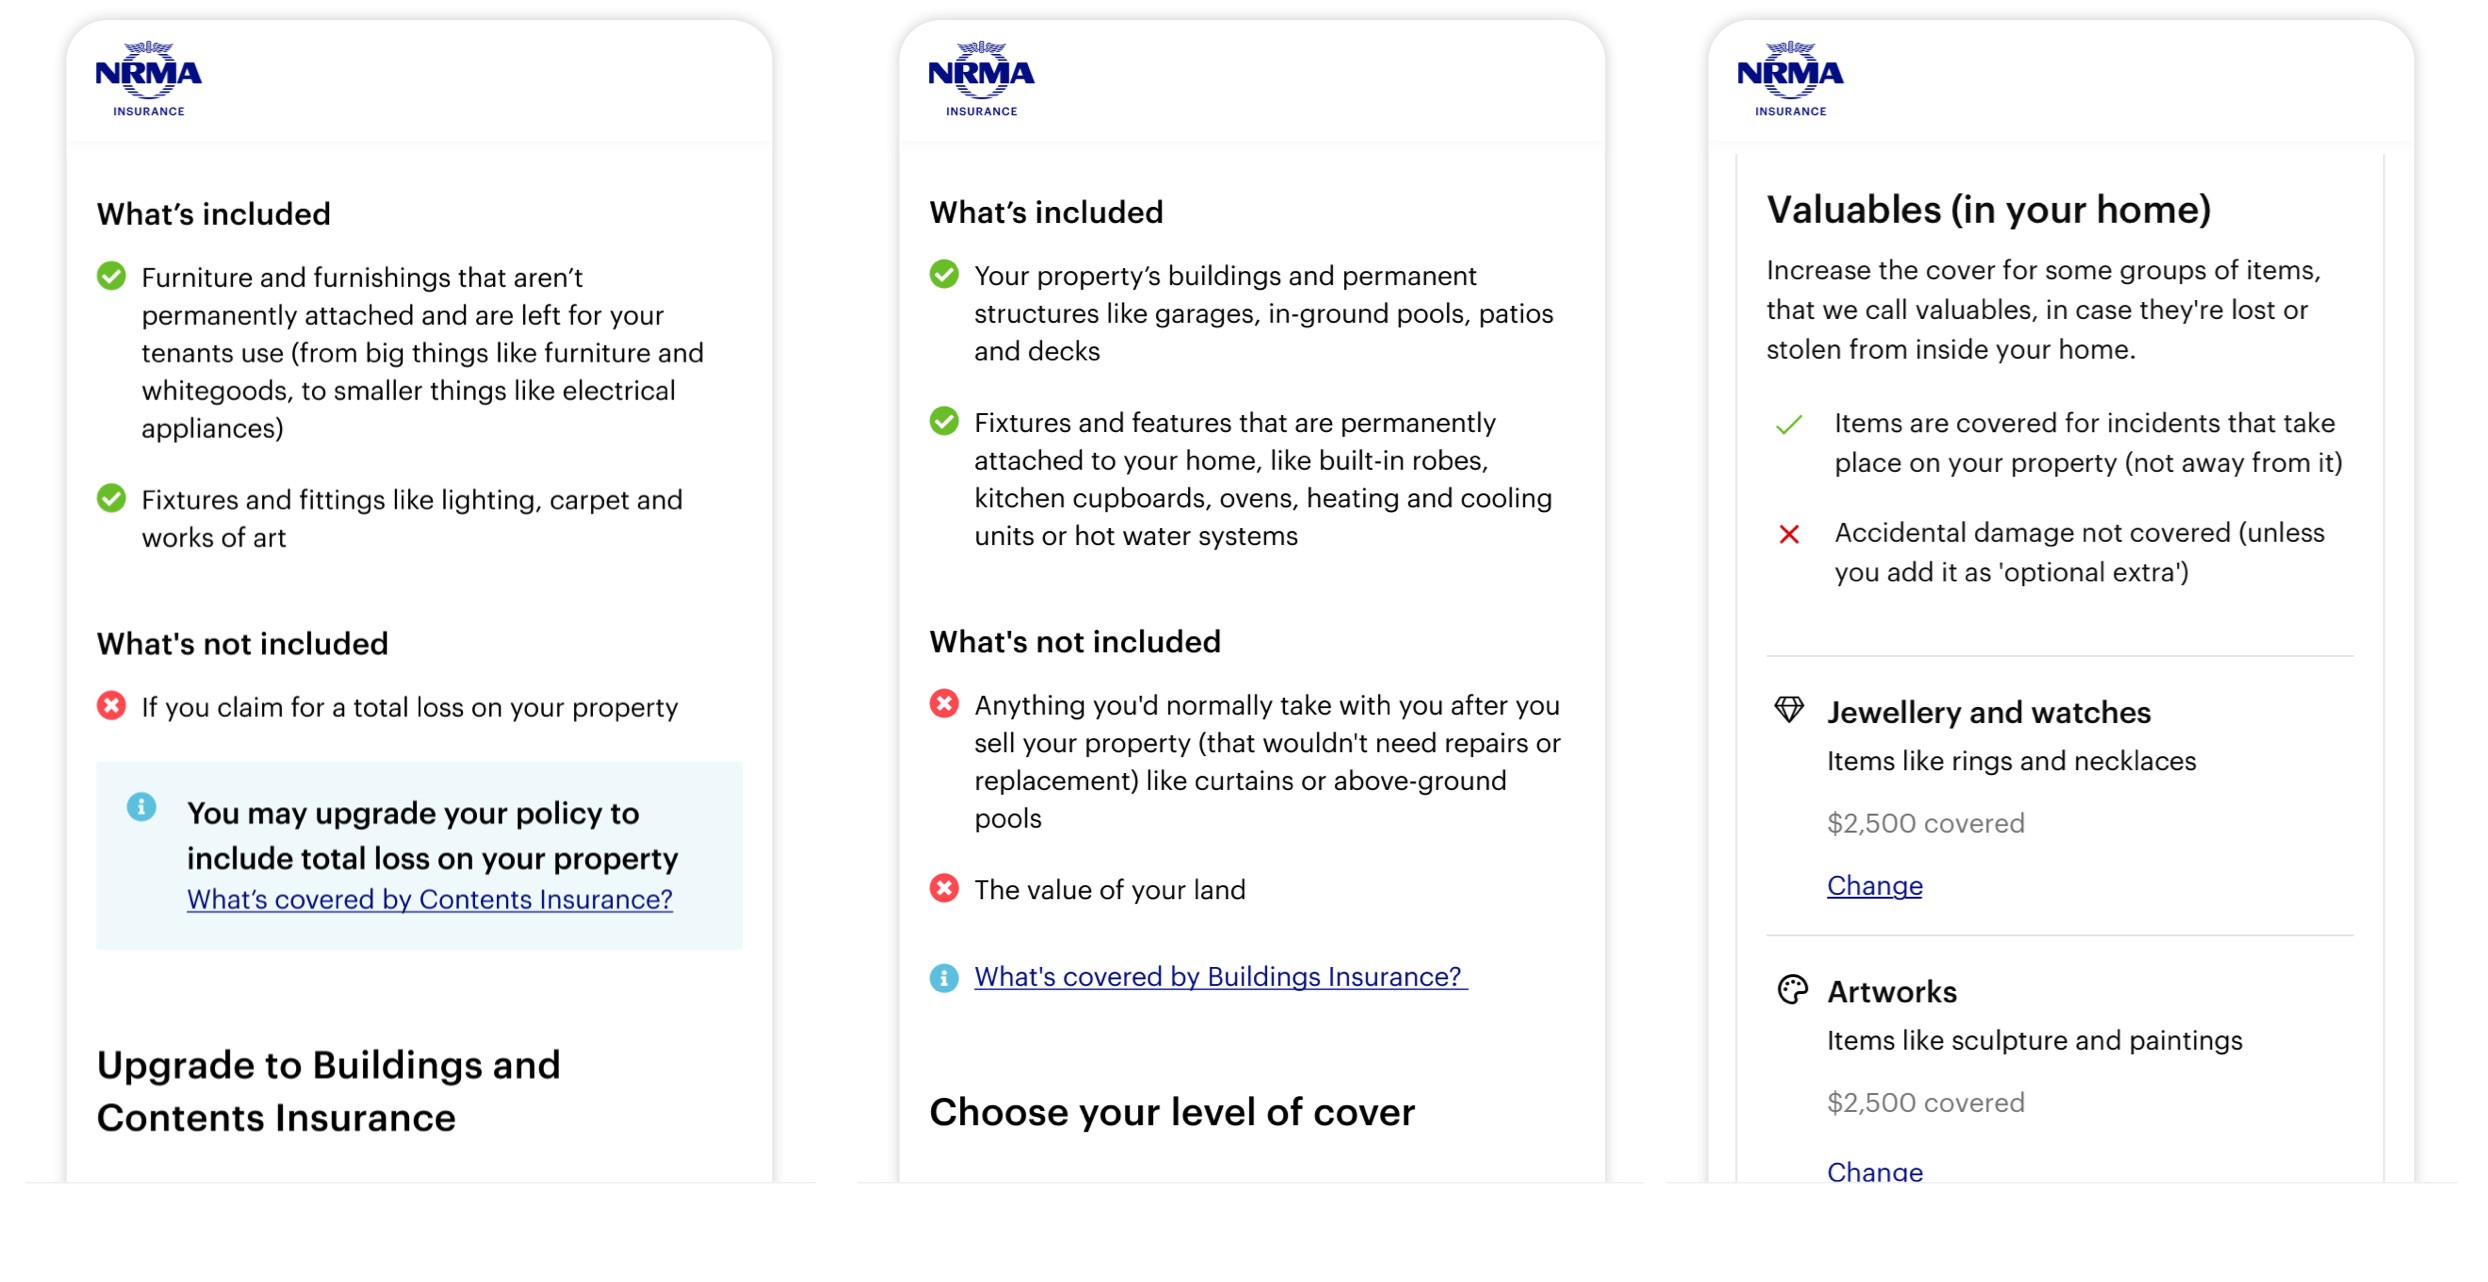 NRMA
INSURANCE
What’s included
Furniture and furnishings that aren’t
permanently attached and are left for your
tenants use (from big things like furniture and
whitegoods, to smaller things like electrical
appliances)
Fixtures and fittings like lighting, carpet and
works of art
What's not included
If you claim for a total loss on your property
You may upgrade your policy to
include total loss on your property
What’s covered by Contents Insurance?
Upgrade to Buildings and
Contents Insurance
NRMA
INSURANCE
What’s included
Your property’s buildings and permanent
structures like garages, in-ground pools, patios
and decks
Fixtures and features that are permanently
attached to your home, like built-in robes,
kitchen cupboards, ovens, heating and cooling
units or hot water systems
What's not included
Anything you'd normally take with you after you
sell your property (that wouldn't need repairs or
replacement) like curtains or above-ground
pools
The value of your land
What's covered by Buildings Insurance?
Choose your level of cover
NRMA
INSURANCE
Valuables (in your home)
Increase the cover for some groups of items,
that we call valuables, in case they're lost or
stolen from inside your home.
Items are covered for incidents that take
place on your property (not away from it)
Accidental damage not covered (unless
you add it as 'optional extra')
Jewellery and watches
Items like rings and necklaces
$2,500 covered
Change
Artworks
Items like sculpture and paintings
$2,500 covered
Change